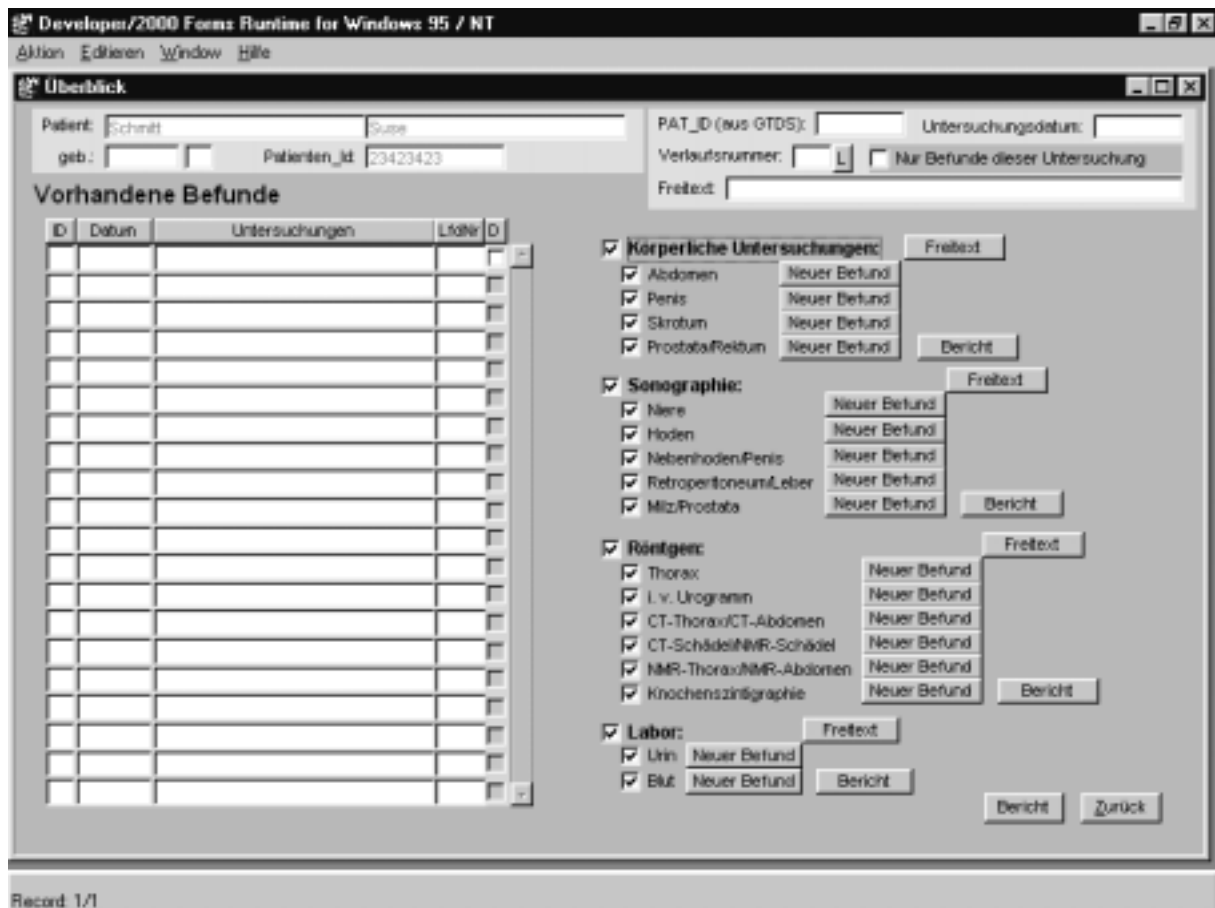 Developer/2000 Forms Runtime for Windows 95 / NT
Aktion Editieren Window Hilfe
Überblick
Patient: Schmitt Suse
geb.: Patienten_Id: 23423423
PAT_ID (aus GTDS): Untersuchungsdatum:
Verlaufsnummer: L Nur Befunde dieser Untersuchung
Freitext:
Vorhandene Befunde
ID Datum Untersuchungen LfdNr D
Körperliche Untersuchungen: Freitext
Abdomen Neuer Befund
Penis Neuer Befund
Skrotum Neuer Befund
Prostata/Rektum Neuer Befund Bericht
Sonographie: Freitext
Niere Neuer Befund
Hoden Neuer Befund
Nebenhoden/Penis Neuer Befund
Retroperitoneum/Leber Neuer Befund
Milz/Prostata Neuer Befund Bericht
Röntgen: Freitext
Thorax Neuer Befund
i. v. Urogramm Neuer Befund
CT-Thorax/CT-Abdomen Neuer Befund
CT-Schädel/NMR-Schädel Neuer Befund
NMR-Thorax/NMR-Abdomen Neuer Befund
Knochenszintigraphie Neuer Befund Bericht
Labor: Freitext
Urin Neuer Befund
Blut Neuer Befund Bericht
Bericht Zurück
Record: 1/1